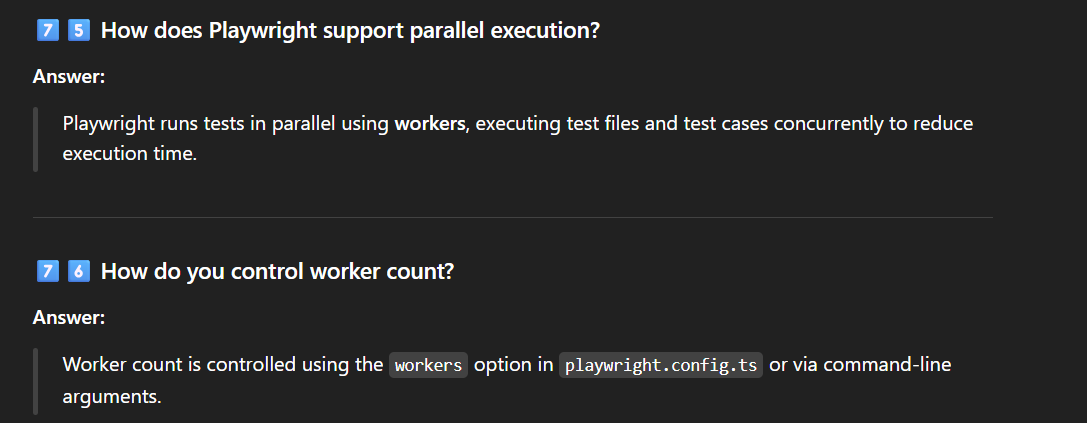 7️⃣ 5️⃣ How does Playwright support parallel execution?
Answer:
Playwright runs tests in parallel using workers, executing test files and test cases concurrently to reduce
execution time.
7️⃣ 6️⃣ How do you control worker count?
Answer:
Worker count is controlled using the workers option in playwright.config.ts or via command-line
arguments.